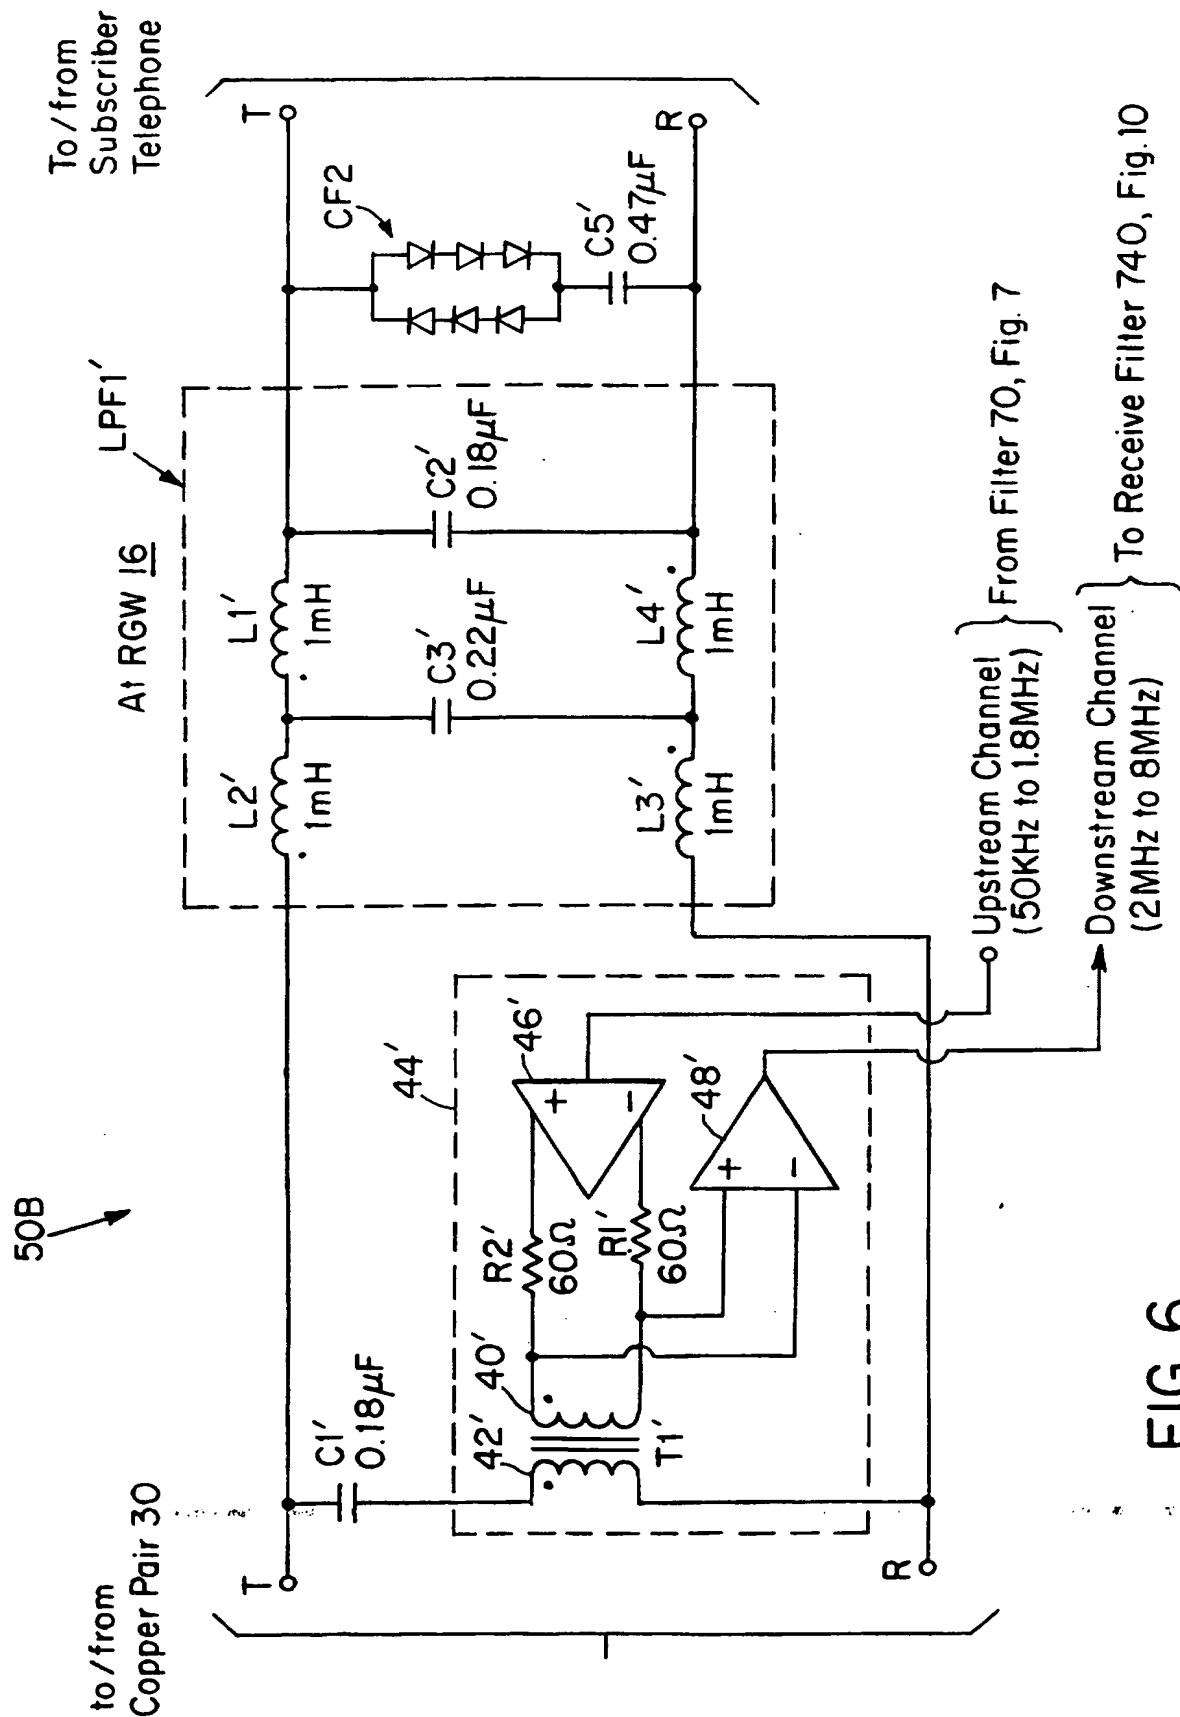 50B
to/from
Copper Pair 30
T
R
C1′
0.18µF
42′
40′
T1′
44′
R2′
60Ω
R1′
60Ω
46′
+
−
48′
+
−
At RGW 16
LPF1′
L2′
1mH
L1′
1mH
C3′
0.22µF
C2′
0.18µF
L3′
1mH
L4′
1mH
CF2
C5′
0.47µF
To/from
Subscriber
Telephone
T
R
Upstream Channel
(50KHz to 1.8MHz)
From Filter 70, Fig. 7
Downstream Channel
(2MHz to 8MHz)
To Receive Filter 740, Fig. 10
FIG. 6